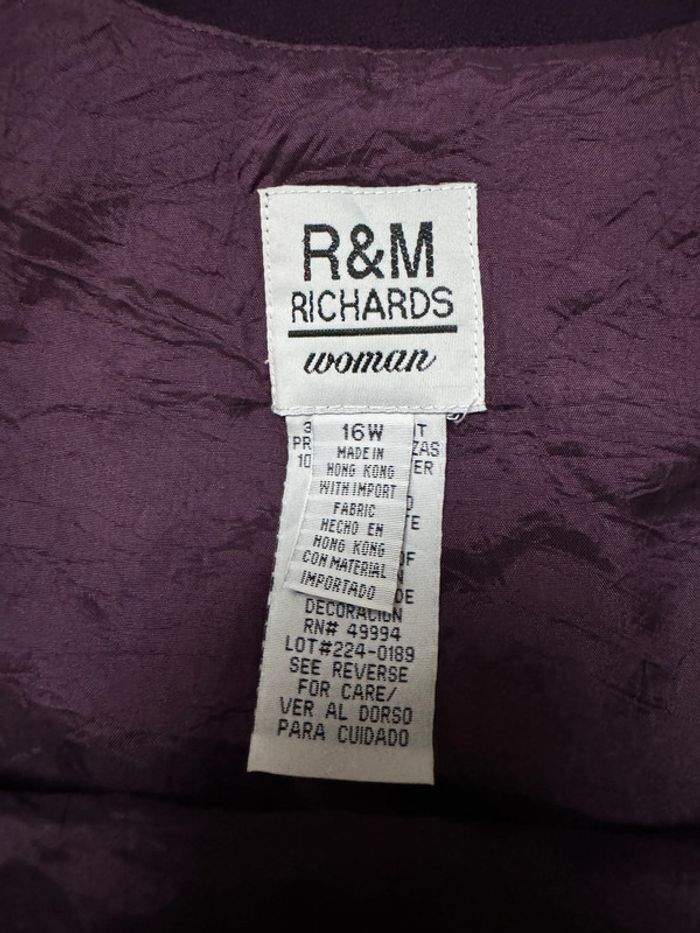 R&M
RICHARDS
woman
16W
MADE IN
HONG KONG
WITH IMPORT
FABRIC
HECHO EN
HONG KONG
CON MATERIAL
IMPORTADO
DECORACION
RN# 49994
LOT#224-0189
SEE REVERSE
FOR CARE/
VER AL DORSO
PARA CUIDADO